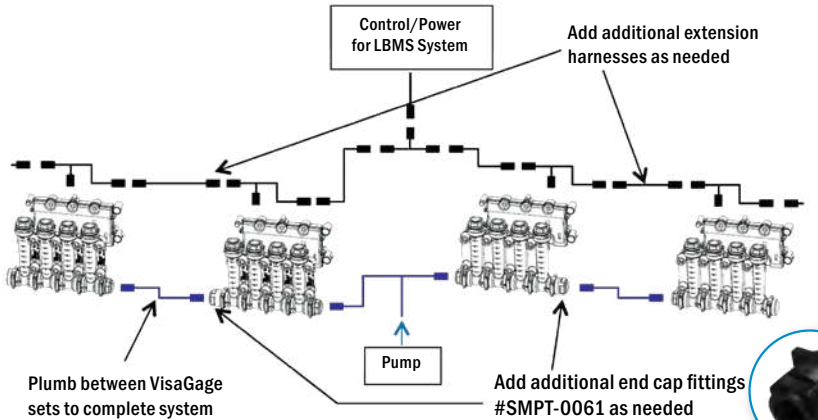 Control/Power
for LBMS System
Add additional extension
harnesses as needed
Pump
Plumb between VisaGage
sets to complete system
Add additional end cap fittings
#SMPT-0061 as needed